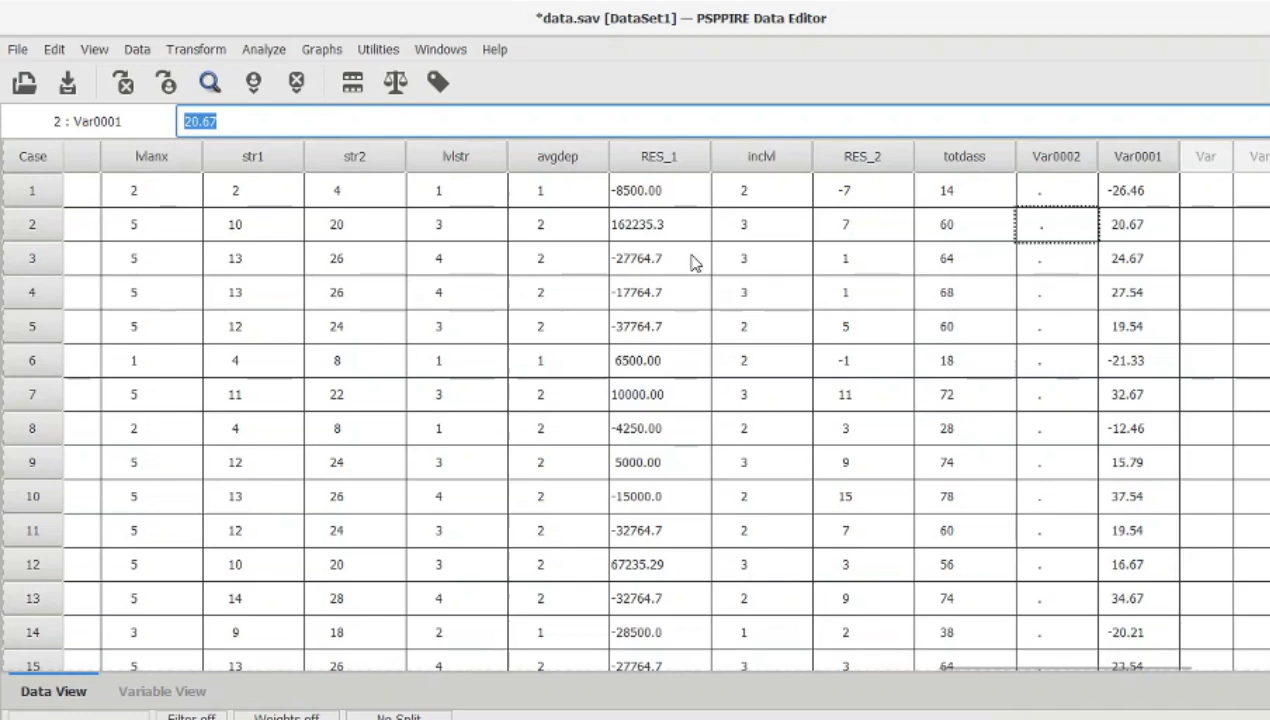 *data.sav [DataSet1] — PSPPIRE Data Editor
File Edit View Data Transform Analyze Graphs Utilities Windows Help
2 : Var0001 20.67
Case lvlanx str1 str2 lvlstr avgdep RES_1 inclvl RES_2 totdass Var0002 Var0001 Var Var
1 2 2 4 1 1 -8500.00 2 -7 14 . -26.46
2 5 10 20 3 2 162235.3 3 7 60 . 20.67
3 5 13 26 4 2 -27764.7 3 1 64 . 24.67
4 5 13 26 4 2 -17764.7 3 1 68 . 27.54
5 5 12 24 3 2 -37764.7 2 5 60 . 19.54
6 1 4 8 1 1 6500.00 2 -1 18 . -21.33
7 5 11 22 3 2 10000.00 3 11 72 . 32.67
8 2 4 8 1 2 -4250.00 2 3 28 . -12.46
9 5 12 24 3 2 5000.00 3 9 74 . 15.79
10 5 13 26 4 2 -15000.0 2 15 78 . 37.54
11 5 12 24 3 2 -32764.7 2 7 60 . 19.54
12 5 10 20 3 2 67235.29 3 3 56 . 16.67
13 5 14 28 4 2 -32764.7 2 9 74 . 34.67
14 3 9 18 2 1 -28500.0 1 2 38 . -20.21
15 5 13 26 4 2 -27764.7 3 3 64 . 23.54
Data View Variable View
Filter off Weights off No Split